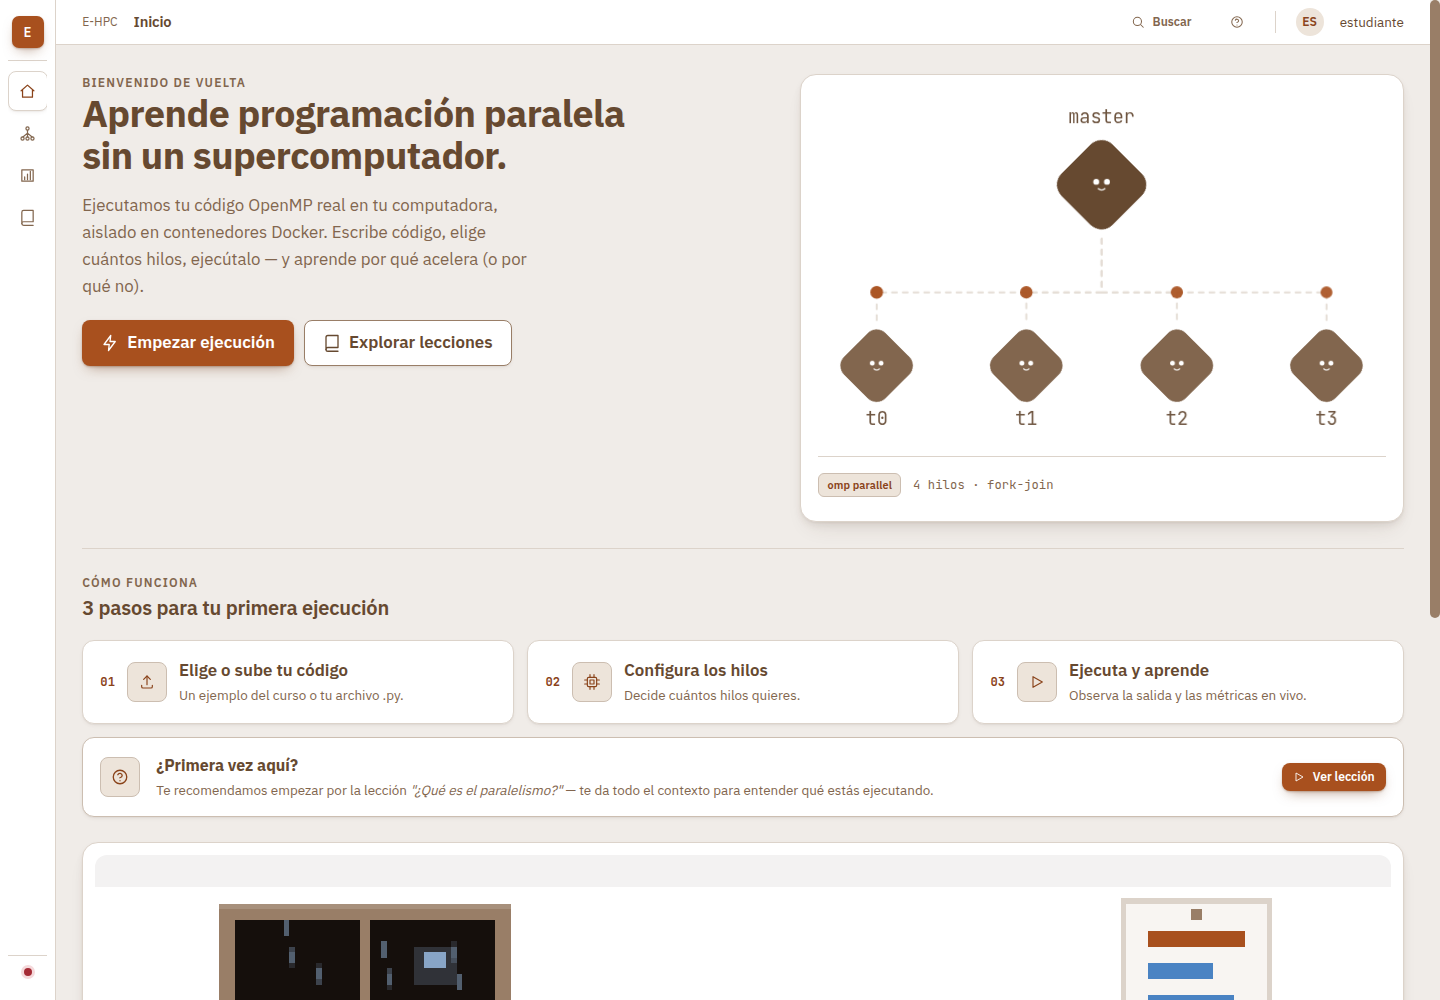 E
E-HPC Inicio
Buscar
ES estudiante
BIENVENIDO DE VUELTA
Aprende programación paralela
sin un supercomputador.
Ejecutamos tu código OpenMP real en tu computadora,
aislado en contenedores Docker. Escribe código, elige
cuántos hilos, ejecútalo — y aprende por qué acelera (o por
qué no).
Empezar ejecución
Explorar lecciones
master
t0 t1 t2 t3
omp parallel 4 hilos · fork-join
CÓMO FUNCIONA
3 pasos para tu primera ejecución
01
Elige o sube tu código
Un ejemplo del curso o tu archivo .py.
02
Configura los hilos
Decide cuántos hilos quieres.
03
Ejecuta y aprende
Observa la salida y las métricas en vivo.
¿Primera vez aquí?
Te recomendamos empezar por la lección "¿Qué es el paralelismo?" — te da todo el contexto para entender qué estás ejecutando.
Ver lección